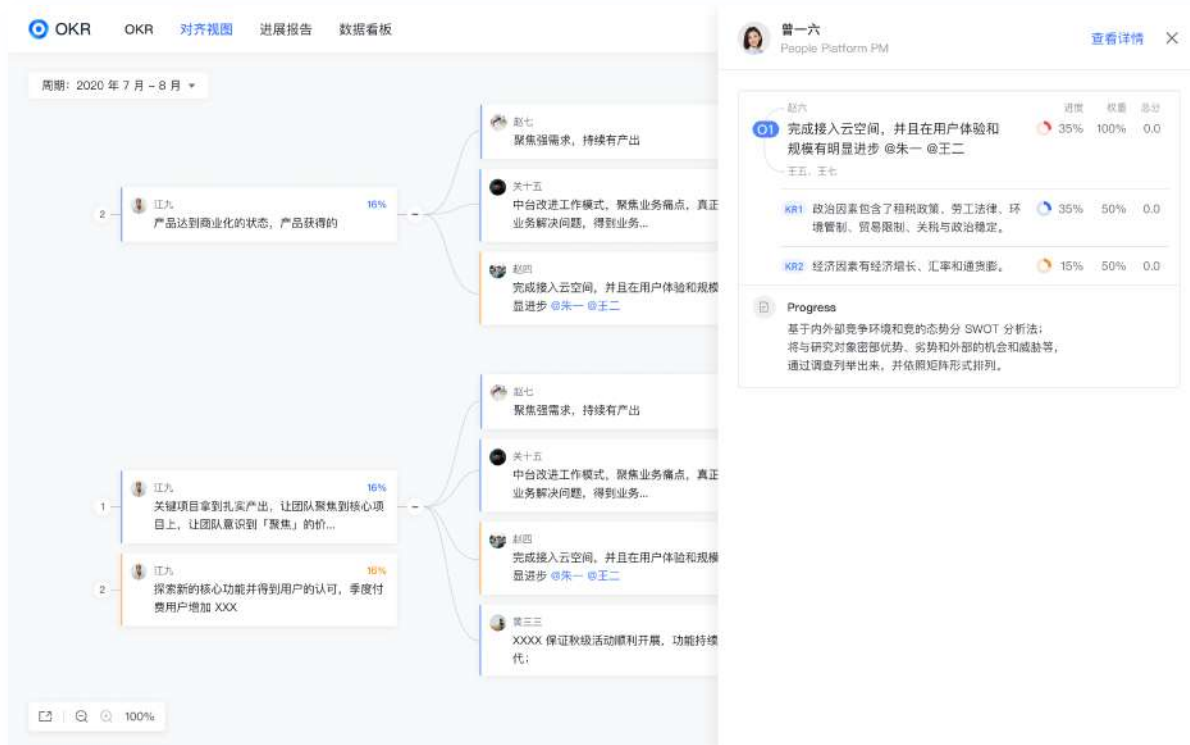 OKR
OKR
对齐视图
进展报告
数据看板
周期：2020 年 7 月 – 8 月
2
江九
16%
产品达到商业化的状态，产品获得的
赵七
聚焦强需求，持续有产出
关十五
中台改进工作模式，聚焦业务痛点，真正
业务解决问题，得到业务...
赵四
完成接入云空间，并且在用户体验和规模
显进步 @朱一 @王二
1
江九
16%
关键项目拿到扎实产出，让团队聚焦到核心项
目上，让团队意识到「聚焦」的价...
2
江九
16%
探索新的核心功能并得到用户的认可，季度付
费用户增加 XXX
赵七
聚焦强需求，持续有产出
关十五
中台改进工作模式，聚焦业务痛点，真正
业务解决问题，得到业务...
赵四
完成接入云空间，并且在用户体验和规模
显进步 @朱一 @王二
黄三三
XXXX 保证秋级活动顺利开展，功能持续
代；
100%
曾一六
People Platform PM
查看详情
赵六
进度 权重 总分
O1
完成接入云空间，并且在用户体验和
规模有明显进步 @朱一 @王二
35% 100% 0.0
王五、王七
KR1 政治因素包含了租税政策、劳工法律、环
境管制、贸易限制、关税与政治稳定。
35% 50% 0.0
KR2 经济因素有经济增长、汇率和通货膨。
15% 50% 0.0
Progress
基于内外部竞争环境和竞的态势分 SWOT 分析法；
将与研究对象密部优势、劣势和外部的机会和威胁等，
通过调查列举出来，并依照矩阵形式排列。